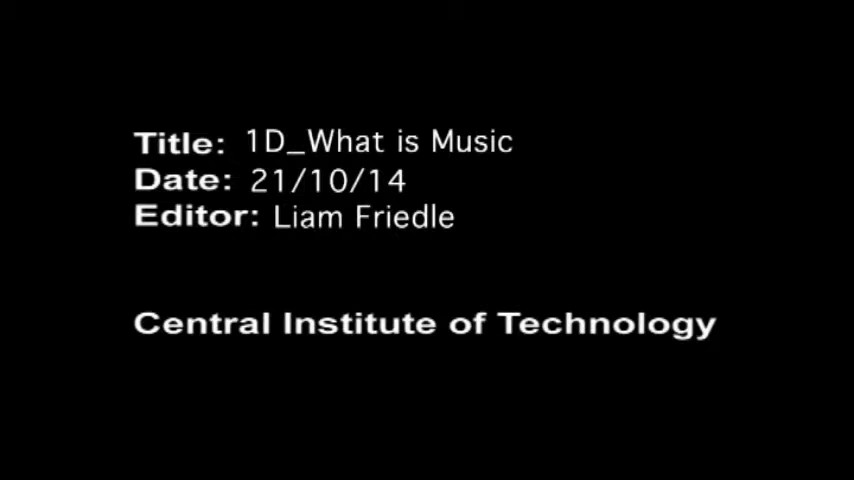 Title: 1D_What is Music
Date: 21/10/14
Editor: Liam Friedle
Central Institute of Technology